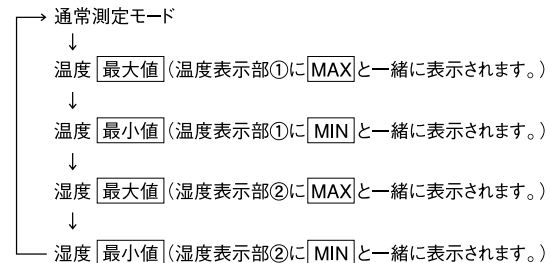 通常測定モード
↓
温度 最大値 (温度表示部①に MAX と一緒に表示されます。)
↓
温度 最小値 (温度表示部①に MIN と一緒に表示されます。)
↓
湿度 最大値 (湿度表示部②に MAX と一緒に表示されます。)
↓
湿度 最小値 (湿度表示部②に MIN と一緒に表示されます。)